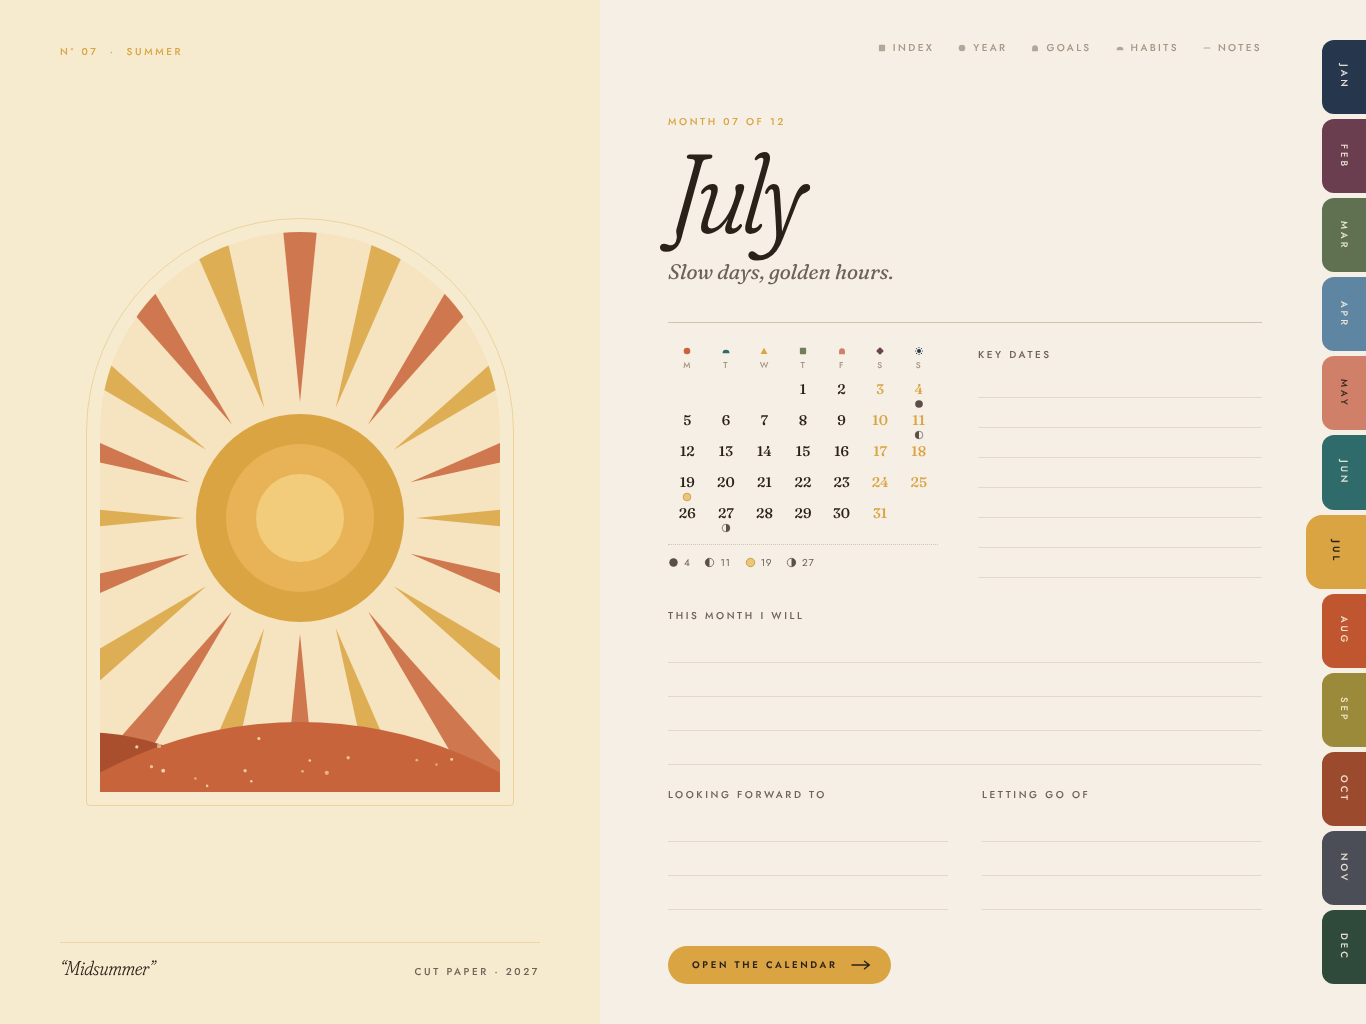 N° 07 · SUMMER
“Midsummer”
CUT PAPER · 2027
INDEX YEAR GOALS HABITS NOTES
MONTH 07 OF 12
July
Slow days, golden hours.
M T W T F S S
1 2 3 4
5 6 7 8 9 10 11
12 13 14 15 16 17 18
19 20 21 22 23 24 25
26 27 28 29 30 31
4 11 19 27
KEY DATES
THIS MONTH I WILL
LOOKING FORWARD TO
LETTING GO OF
OPEN THE CALENDAR
JAN
FEB
MAR
APR
MAY
JUN
JUL
AUG
SEP
OCT
NOV
DEC